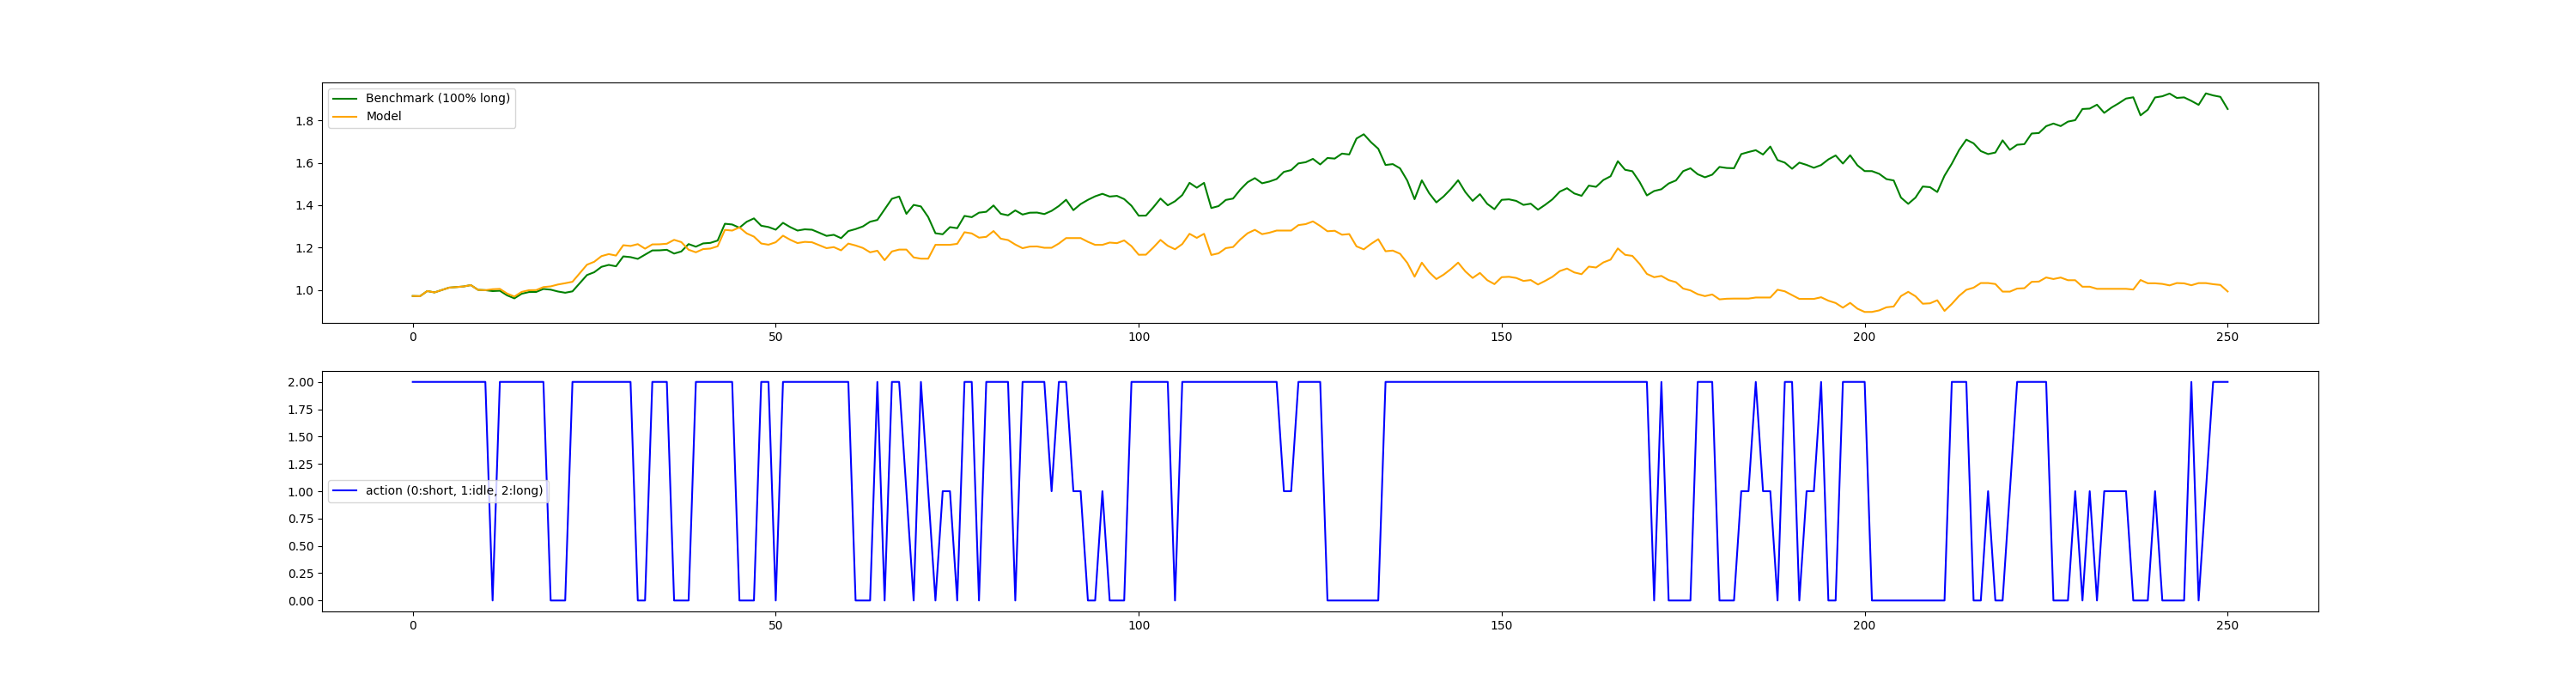 Benchmark (100% long)
Model
1.8
1.6
1.4
1.2
1.0
0 50 100 150 200 250
2.00
1.75
1.50
1.25
1.00
0.75
0.50
0.25
0.00
action (0:short, 1:idle, 2:long)
0 50 100 150 200 250